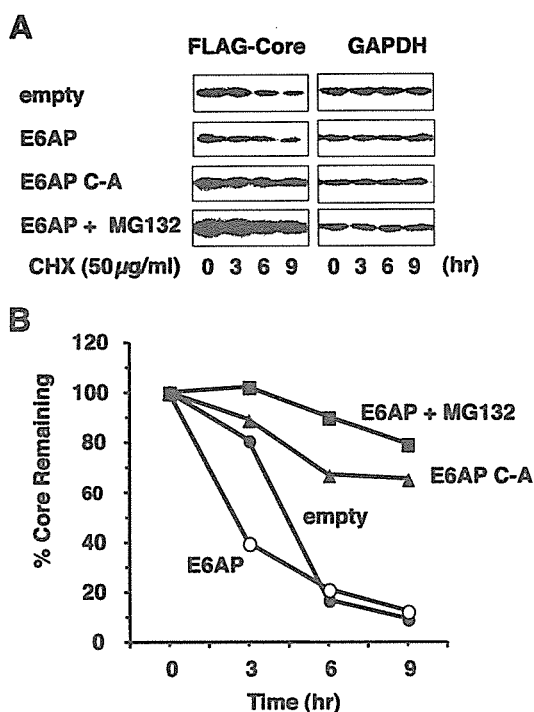 A
FLAG-Core GAPDH
empty
E6AP
E6AP C-A
E6AP + MG132
CHX (50μg/ml) 0 3 6 9 0 3 6 9 (hr)
B
120
100
80
60
40
20
0
% Core Remaining
E6AP + MG132
E6AP C-A
empty
E6AP
0 3 6 9
Time (hr)